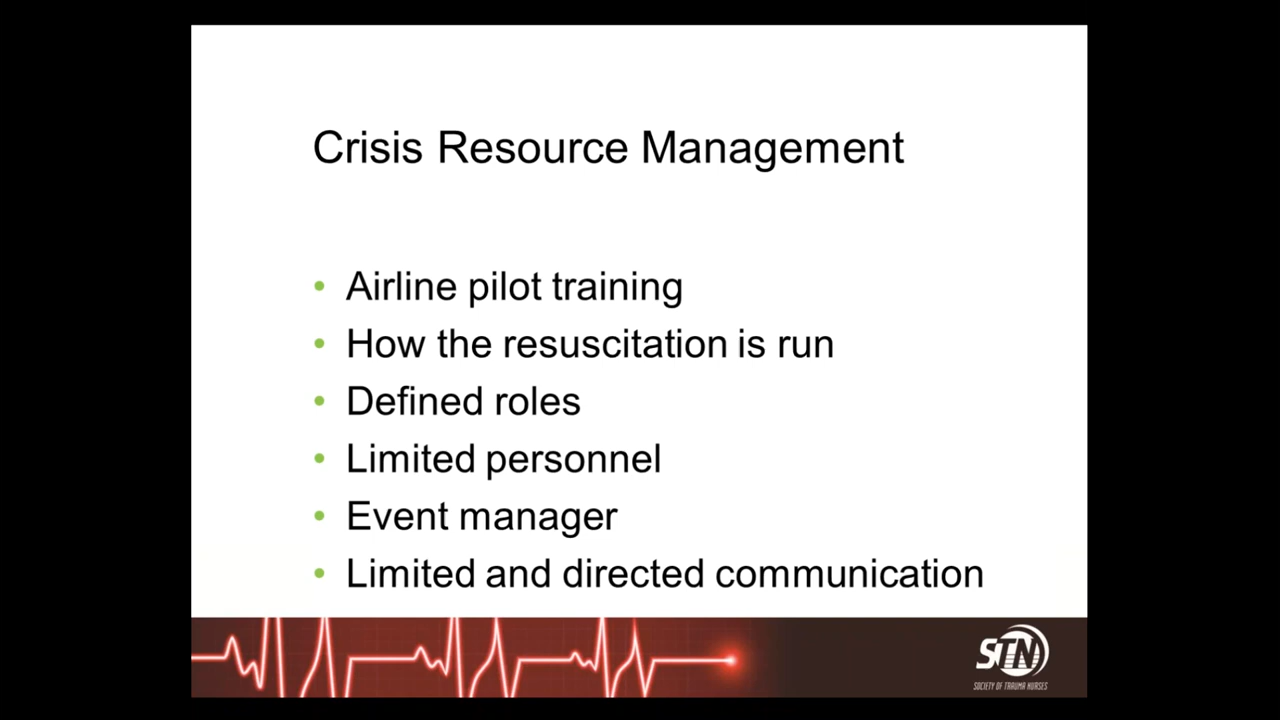 Crisis Resource Management
• Airline pilot training
• How the resuscitation is run
• Defined roles
• Limited personnel
• Event manager
• Limited and directed communication
STN
SOCIETY OF TRAUMA NURSES